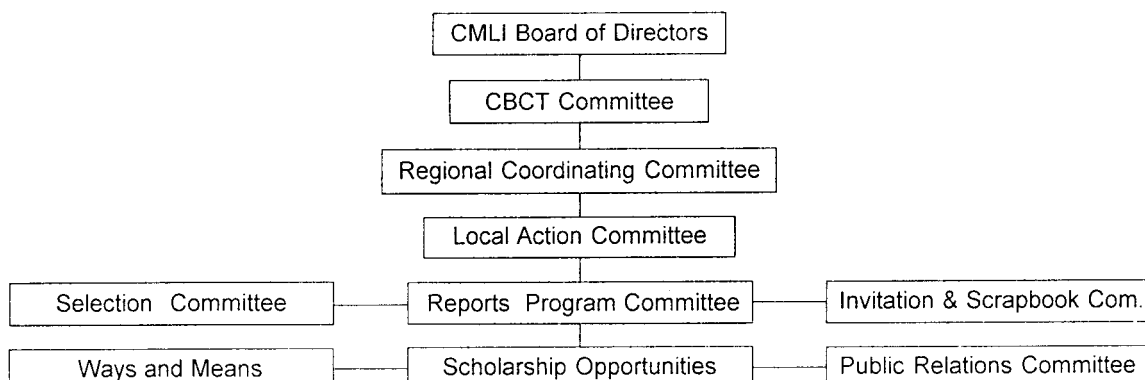 CMLI Board of Directors
CBCT Committee
Regional Coordinating Committee
Local Action Committee
Selection Committee
Reports Program Committee
Invitation & Scrapbook Com.
Ways and Means
Scholarship Opportunities
Public Relations Committee